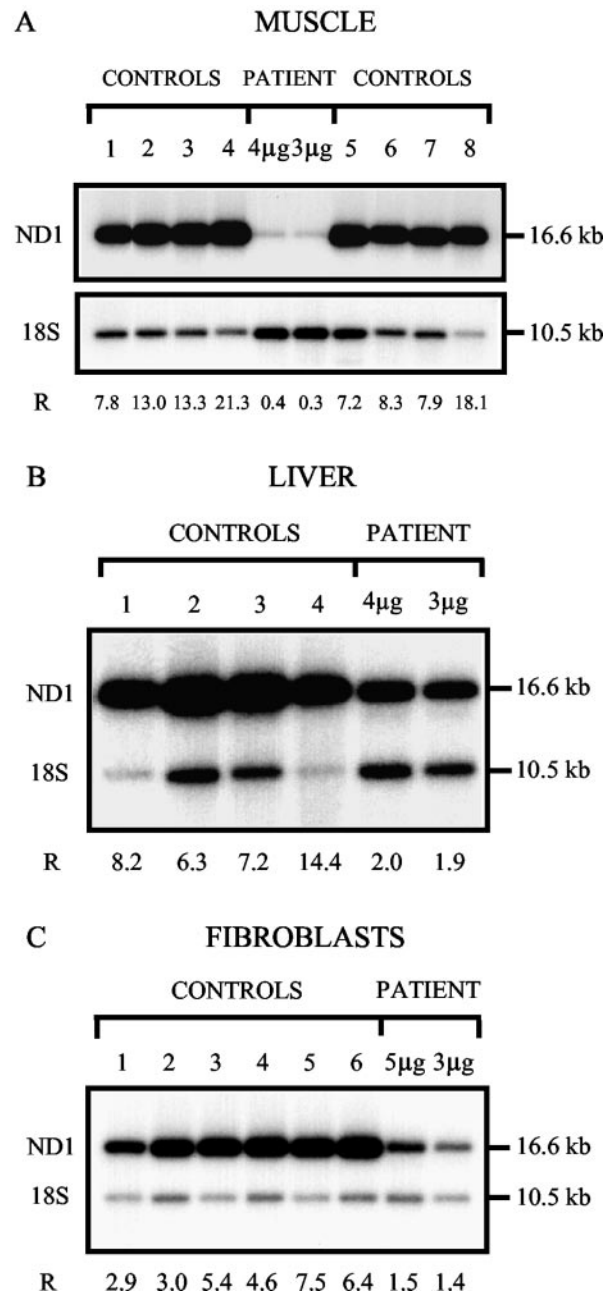 A MUSCLE
CONTROLS PATIENT CONTROLS
1 2 3 4 4µg 3µg 5 6 7 8
ND1 16.6 kb
18S 10.5 kb
R 7.8 13.0 13.3 21.3 0.4 0.3 7.2 8.3 7.9 18.1
B LIVER
CONTROLS PATIENT
1 2 3 4 4µg 3µg
ND1 16.6 kb
18S 10.5 kb
R 8.2 6.3 7.2 14.4 2.0 1.9
C FIBROBLASTS
CONTROLS PATIENT
1 2 3 4 5 6 5µg 3µg
ND1 16.6 kb
18S 10.5 kb
R 2.9 3.0 5.4 4.6 7.5 6.4 1.5 1.4